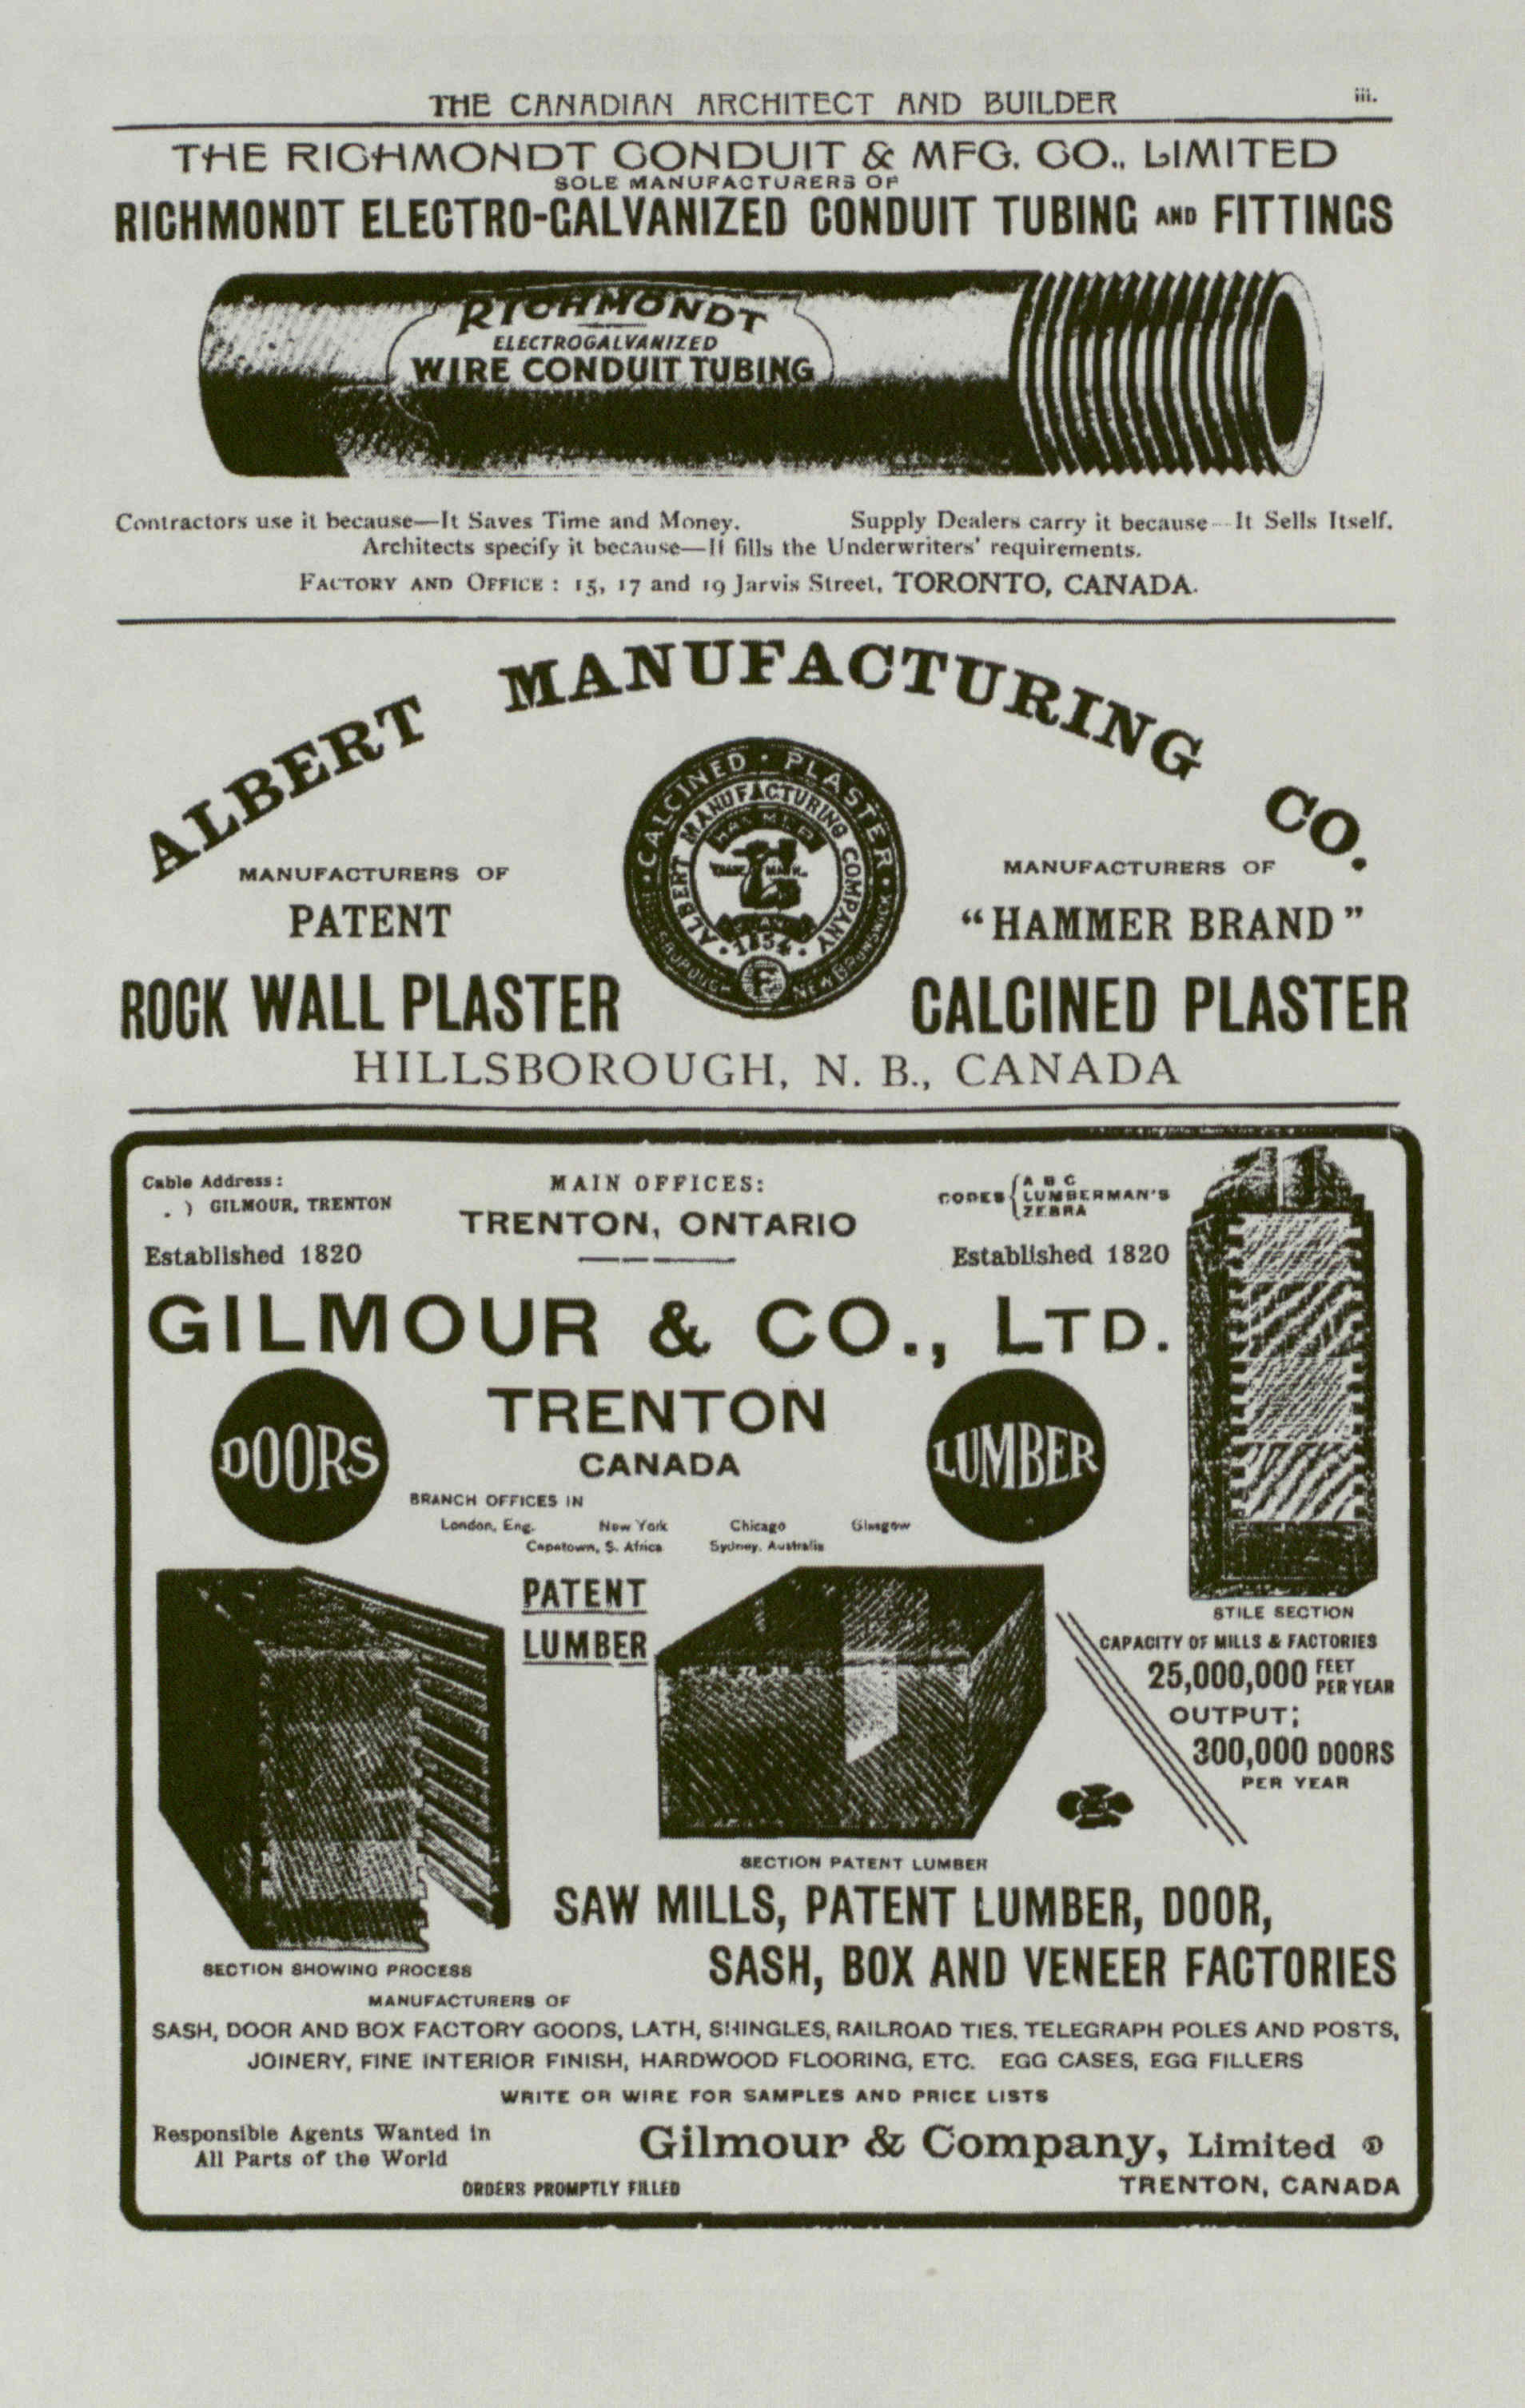 THE CANADIAN ARCHITECT AND BUILDER
iii.
THE RICHMONDT CONDUIT & MFG. CO., LIMITED
SOLE MANUFACTURERS OF
RICHMONDT ELECTRO-GALVANIZED CONDUIT TUBING AND FITTINGS
RICHMONDT
ELECTROGALVANIZED
WIRE CONDUIT TUBING
Contractors use it because—It Saves Time and Money. Supply Dealers carry it because—It Sells Itself.
Architects specify it because—It fills the Underwriters' requirements.
FACTORY AND OFFICE : 15, 17 and 19 Jarvis Street, TORONTO, CANADA.
ALBERT MANUFACTURING CO.
CALCINED · PLASTER
ALBERT MANUFACTURING COMPANY
HAMMER
TRADE MARK
BRAND
· 1854 ·
HILLSBOROUGH
NEW BRUNSWICK
F
MANUFACTURERS OF
PATENT
ROCK WALL PLASTER
MANUFACTURERS OF
"HAMMER BRAND"
CALCINED PLASTER
HILLSBOROUGH, N. B., CANADA
Cable Address:
GILMOUR, TRENTON
Established 1820
MAIN OFFICES:
TRENTON, ONTARIO
CODES
A B C
LUMBERMAN'S
ZEBRA
Established 1820
GILMOUR & CO., LTD.
DOORS
TRENTON
CANADA
LUMBER
BRANCH OFFICES IN
London, Eng. New York Chicago Glasgow
Capetown, S. Africa Sydney, Australia
PATENT
LUMBER
STILE SECTION
CAPACITY OF MILLS & FACTORIES
25,000,000 FEET PER YEAR
OUTPUT;
300,000 DOORS
PER YEAR
SECTION PATENT LUMBER
SAW MILLS, PATENT LUMBER, DOOR,
SASH, BOX AND VENEER FACTORIES
SECTION SHOWING PROCESS
MANUFACTURERS OF
SASH, DOOR AND BOX FACTORY GOODS, LATH, SHINGLES, RAILROAD TIES, TELEGRAPH POLES AND POSTS,
JOINERY, FINE INTERIOR FINISH, HARDWOOD FLOORING, ETC. EGG CASES, EGG FILLERS
WRITE OR WIRE FOR SAMPLES AND PRICE LISTS
Responsible Agents Wanted in
All Parts of the World
ORDERS PROMPTLY FILLED
Gilmour & Company, Limited
TRENTON, CANADA